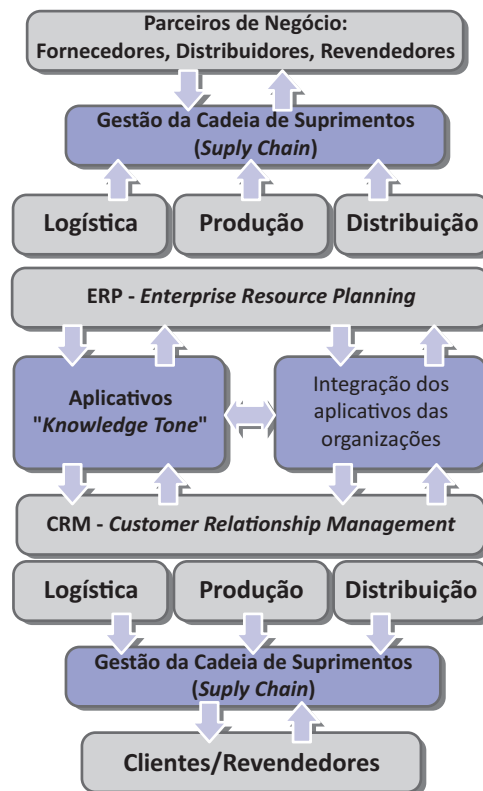 Parceiros de Negócio:
Fornecedores, Distribuidores, Revendedores
Gestão da Cadeia de Suprimentos
(Suply Chain)
Logística
Produção
Distribuição
ERP - Enterprise Resource Planning
Aplicativos
"Knowledge Tone"
Integração dos
aplicativos das
organizações
CRM - Customer Relationship Management
Logística
Produção
Distribuição
Gestão da Cadeia de Suprimentos
(Suply Chain)
Clientes/Revendedores